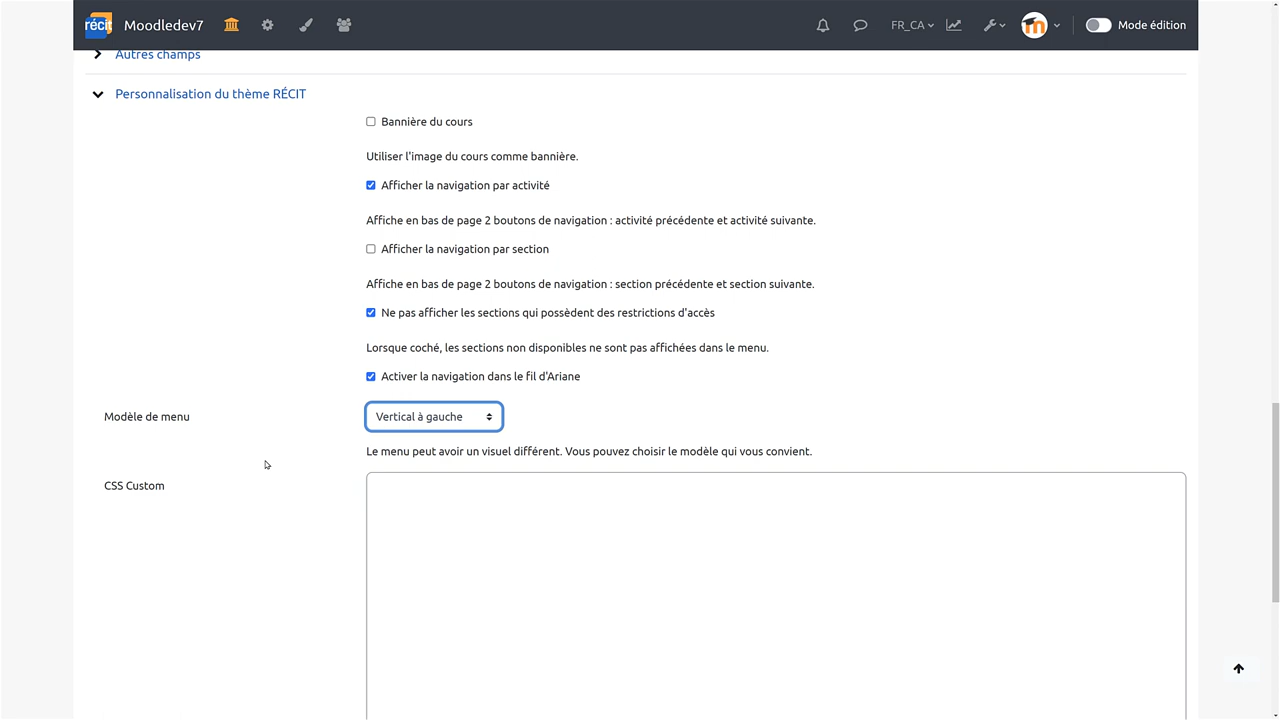 récit Moodledev7 FR_CA Mode édition
Autres champs
Personnalisation du thème RÉCIT
Bannière du cours
Utiliser l'image du cours comme bannière.
Afficher la navigation par activité
Affiche en bas de page 2 boutons de navigation : activité précédente et activité suivante.
Afficher la navigation par section
Affiche en bas de page 2 boutons de navigation : section précédente et section suivante.
Ne pas afficher les sections qui possèdent des restrictions d'accès
Lorsque coché, les sections non disponibles ne sont pas affichées dans le menu.
Activer la navigation dans le fil d'Ariane
Modèle de menu Vertical à gauche
Le menu peut avoir un visuel différent. Vous pouvez choisir le modèle qui vous convient.
CSS Custom